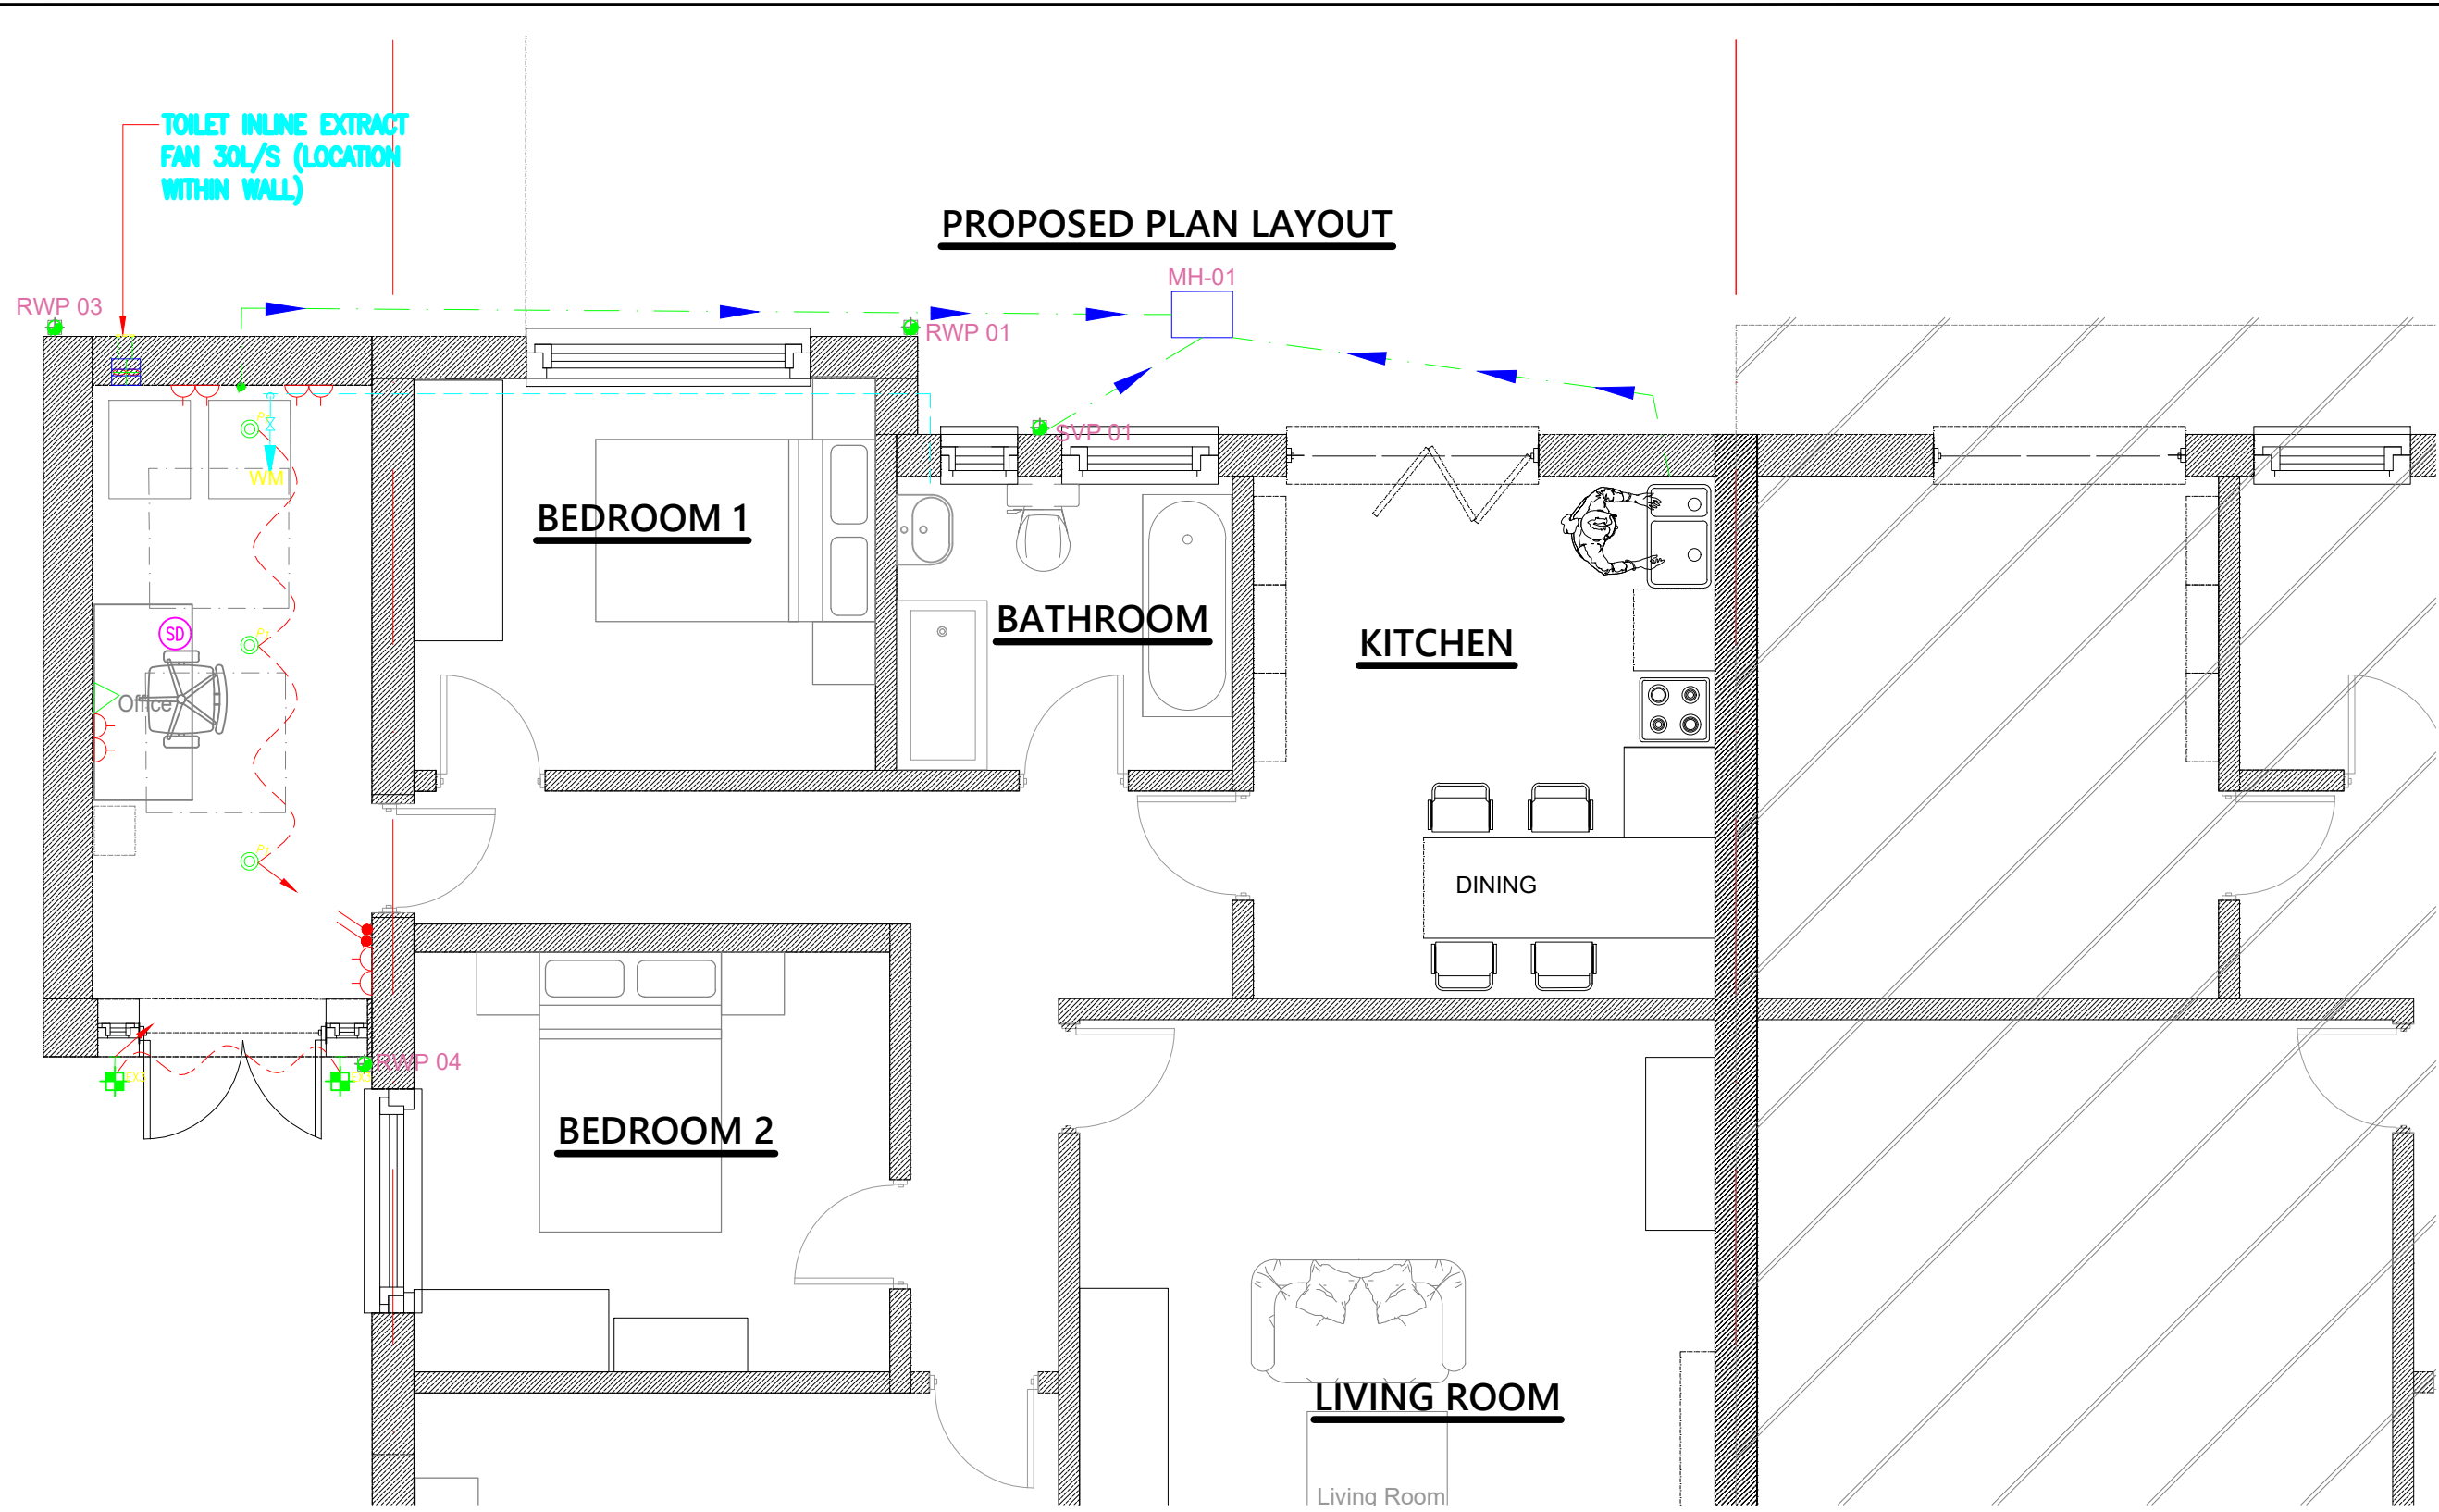 TOILET INLINE EXTRACT
FAN 30L/S (LOCATION
WITHIN WALL)
PROPOSED PLAN LAYOUT
MH-01
RWP 03
RWP 01
SVP 01
WM
BEDROOM 1
BATHROOM
KITCHEN
SD
Office
DINING
RWP 04
BEDROOM 2
LIVING ROOM
Living Room